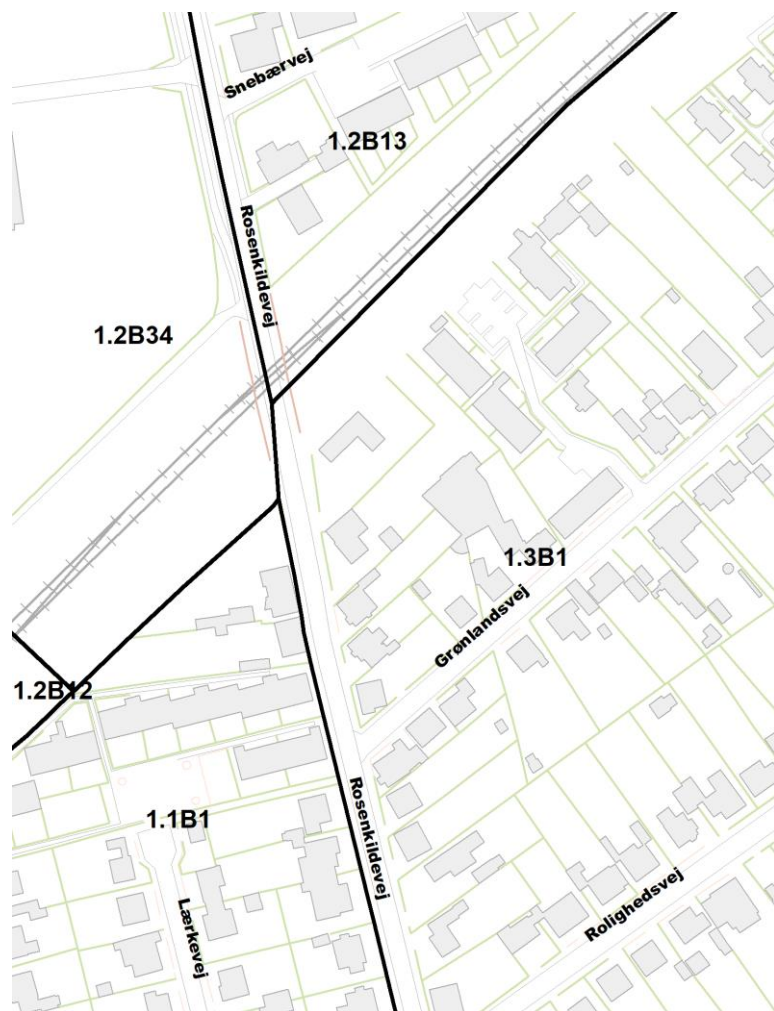 Snebærvej
1.2B13
Rosenkildevej
1.2B34
1.3B1
Grønlandsvej
1.2B12
Rosenkildevej
1.1B1
Rolighedsvej
Lærkevej